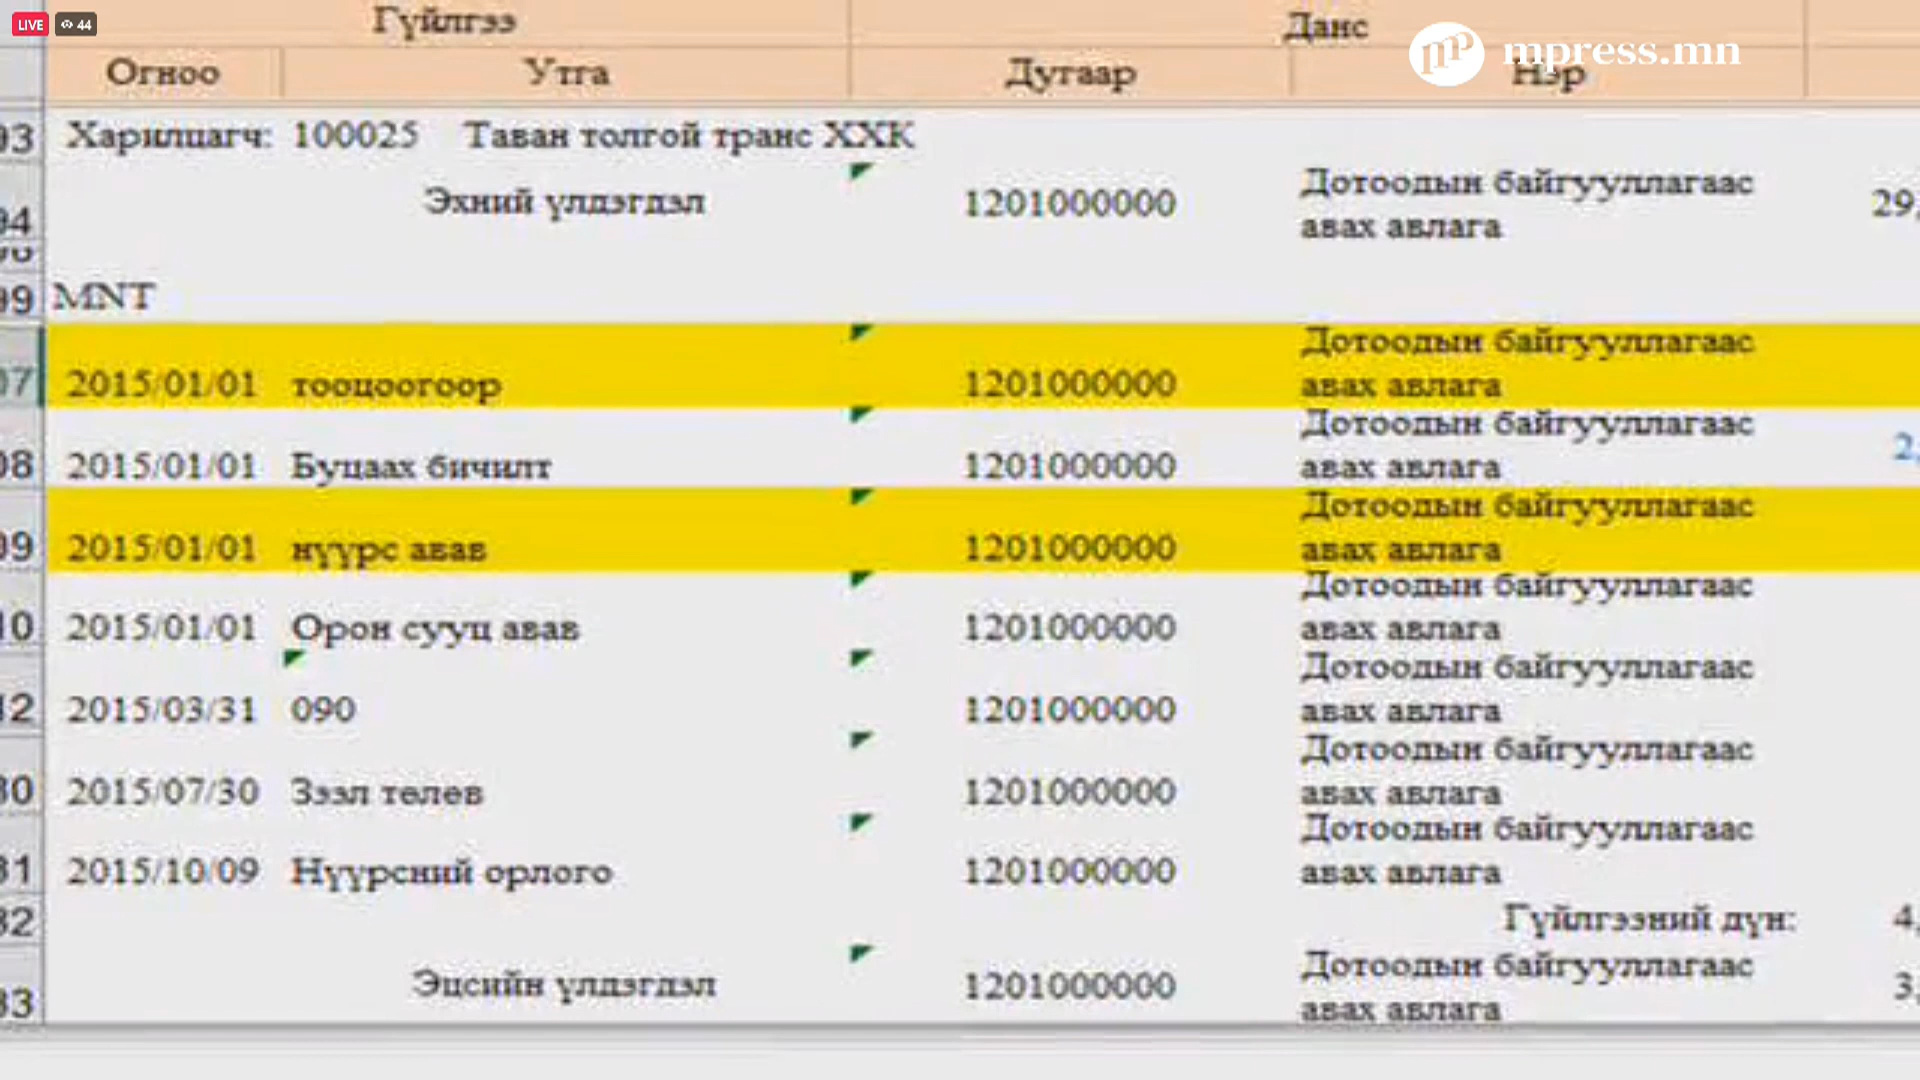 LIVE 44
mpress.mn
Гүйлгээ Данс
Огноо Утга Дугаар Нэр
93 Харилцагч: 100025 Таван толгой транс ХХК
94 Эхний үлдэгдэл 1201000000 Дотоодын байгууллагаас
авах авлага 29,
99 MNT
07 2015/01/01 тооцоогоор 1201000000 Дотоодын байгууллагаас
авах авлага
08 2015/01/01 Буцаах бичилт 1201000000 Дотоодын байгууллагаас
авах авлага 2,
09 2015/01/01 нүүрс авав 1201000000 Дотоодын байгууллагаас
авах авлага
10 2015/01/01 Орон сууц авав 1201000000 Дотоодын байгууллагаас
авах авлага
12 2015/03/31 090 1201000000 Дотоодын байгууллагаас
авах авлага
30 2015/07/30 Зээл төлөв 1201000000 Дотоодын байгууллагаас
авах авлага
31 2015/10/09 Нүүрсний орлого 1201000000 Дотоодын байгууллагаас
авах авлага
32 Гүйлгээний дүн: 4,
33 Эцсийн үлдэгдэл 1201000000 Дотоодын байгууллагаас
авах авлага 3,